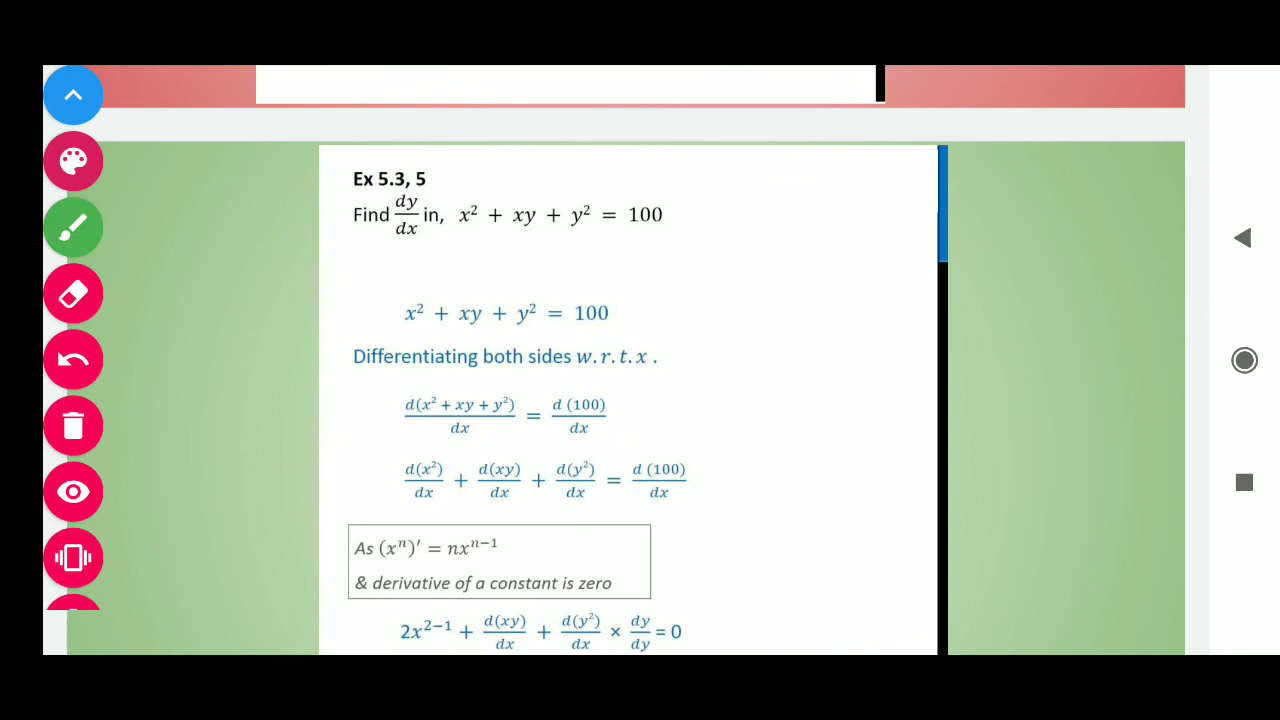 Ex 5.3, 5
Find dy/dx in, x² + xy + y² = 100
x² + xy + y² = 100
Differentiating both sides w.r.t.x .
d(x² + xy + y²)/dx = d (100)/dx
d(x²)/dx + d(xy)/dx + d(y²)/dx = d (100)/dx
As (xⁿ)′ = nxⁿ⁻¹
& derivative of a constant is zero
2x²⁻¹ + d(xy)/dx + d(y²)/dx × dy/dy = 0